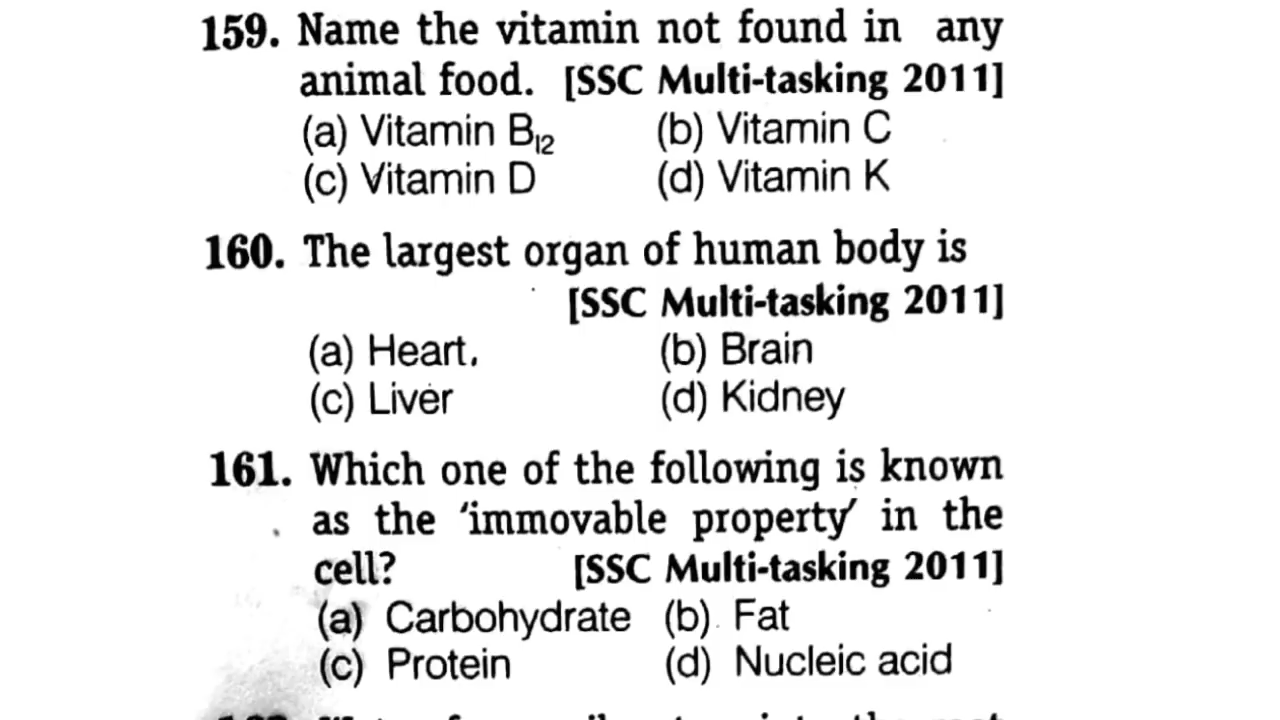 159. Name the vitamin not found in any
animal food. [SSC Multi-tasking 2011]
(a) Vitamin B12 (b) Vitamin C
(c) Vitamin D (d) Vitamin K
160. The largest organ of human body is
[SSC Multi-tasking 2011]
(a) Heart. (b) Brain
(c) Liver (d) Kidney
161. Which one of the following is known
as the 'immovable property' in the
cell? [SSC Multi-tasking 2011]
(a) Carbohydrate (b) Fat
(c) Protein (d) Nucleic acid